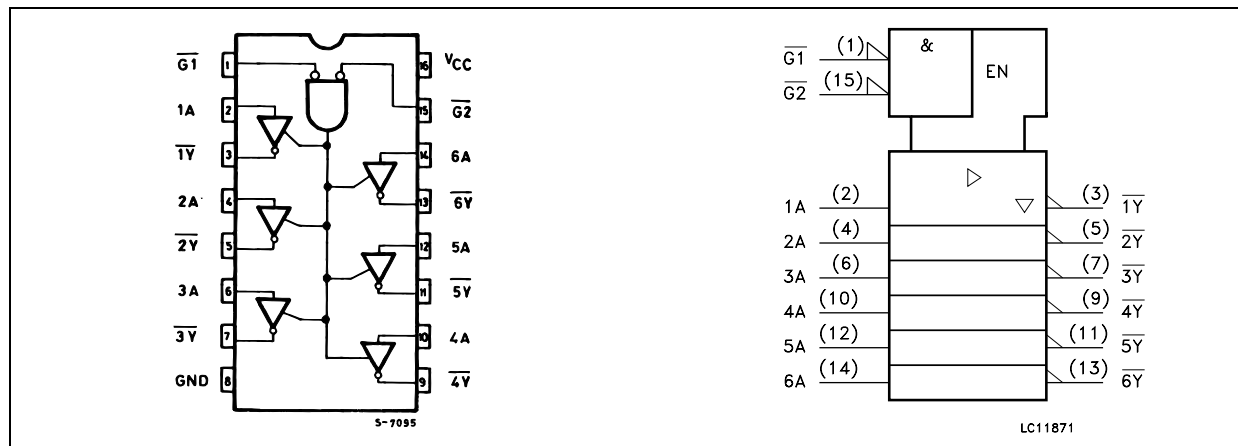 G1 1 16 VCC
1A 2 15 G2
1Y 3 14 6A
2A 4 13 6Y
2Y 5 12 5A
3A 6 11 5Y
3Y 7 10 4A
GND 8 9 4Y
S-7095
G1 (1) & EN
G2 (15)
1A (2) (3) 1Y
2A (4) (5) 2Y
3A (6) (7) 3Y
4A (10) (9) 4Y
5A (12) (11) 5Y
6A (14) (13) 6Y
LC11871